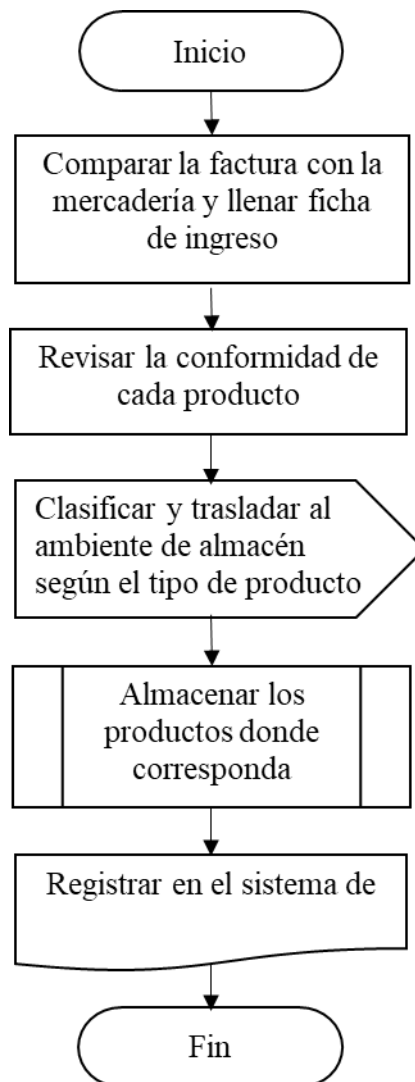 Inicio
Comparar la factura con la
mercadería y llenar ficha
de ingreso
Revisar la conformidad de
cada producto
Clasificar y trasladar al
ambiente de almacén
según el tipo de producto
Almacenar los
productos donde
corresponda
Registrar en el sistema de
Fin